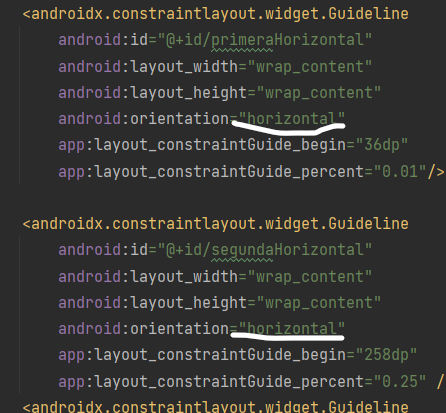 <androidx.constraintlayout.widget.Guideline
android:id="@+id/primeraHorizontal"
android:layout_width="wrap_content"
android:layout_height="wrap_content"
android:orientation="horizontal"
app:layout_constraintGuide_begin="36dp"
app:layout_constraintGuide_percent="0.01"/>
<androidx.constraintlayout.widget.Guideline
android:id="@+id/segundaHorizontal"
android:layout_width="wrap_content"
android:layout_height="wrap_content"
android:orientation="horizontal"
app:layout_constraintGuide_begin="258dp"
app:layout_constraintGuide_percent="0.25" /
<androidx.constraintlayout.widget.Guideline